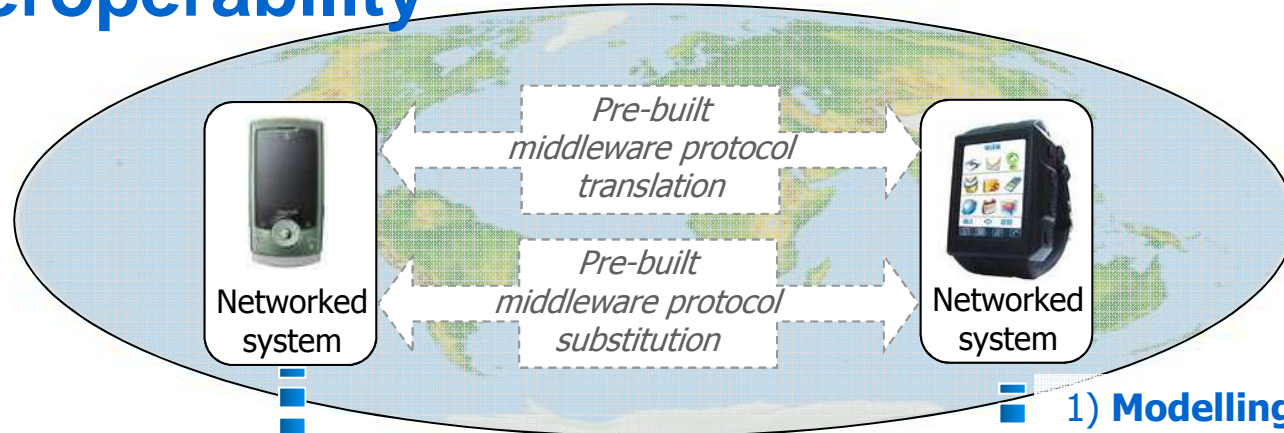 eroperability
Pre-built
middleware protocol
translation
Pre-built
middleware protocol
substitution
Networked
system
Networked
system
1) Modelling